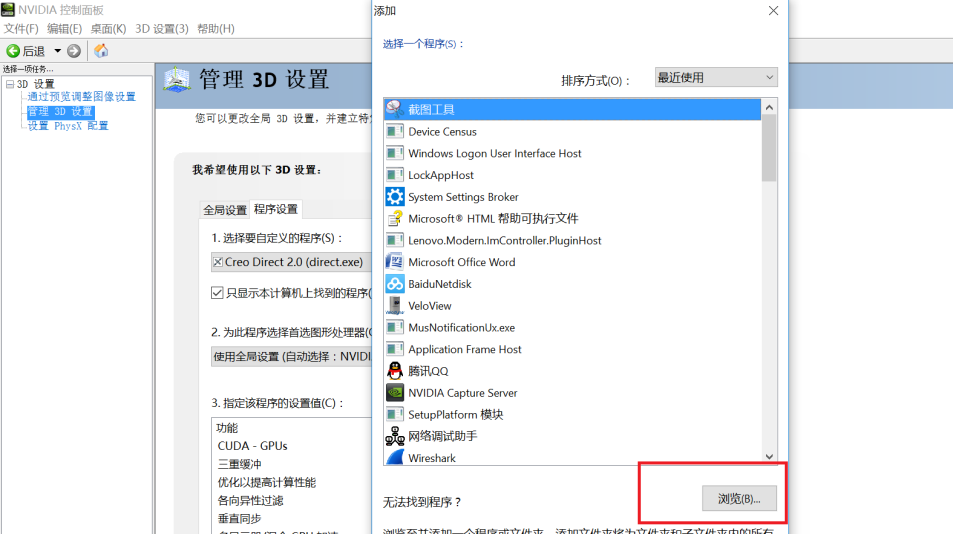 NVIDIA 控制面板
文件(F) 编辑(E) 桌面(K) 3D 设置(3) 帮助(H)
后退
选择一项任务...
3D 设置
通过预览调整图像设置
管理 3D 设置
设置 PhysX 配置
管理 3D 设置
您可以更改全局 3D 设置，并建立特
我希望使用以下 3D 设置：
全局设置 程序设置
1. 选择要自定义的程序(S)：
Creo Direct 2.0 (direct.exe)
只显示本计算机上找到的程序(
2. 为此程序选择首选图形处理器(
使用全局设置 (自动选择：NVIDI
3. 指定该程序的设置值(C)：
功能
CUDA - GPUs
三重缓冲
优化以提高计算性能
各向异性过滤
垂直同步
添加
选择一个程序(S)：
排序方式(O)：
最近使用
截图工具
Device Census
Windows Logon User Interface Host
LockAppHost
System Settings Broker
Microsoft® HTML 帮助可执行文件
Lenovo.Modern.ImController.PluginHost
Microsoft Office Word
BaiduNetdisk
VeloView
MusNotificationUx.exe
Application Frame Host
腾讯QQ
NVIDIA Capture Server
SetupPlatform 模块
网络调试助手
Wireshark
无法找到程序？
浏览(B)...
浏览至并添加一个程序或文件夹。添加文件夹将为文件夹和子文件夹内的所有